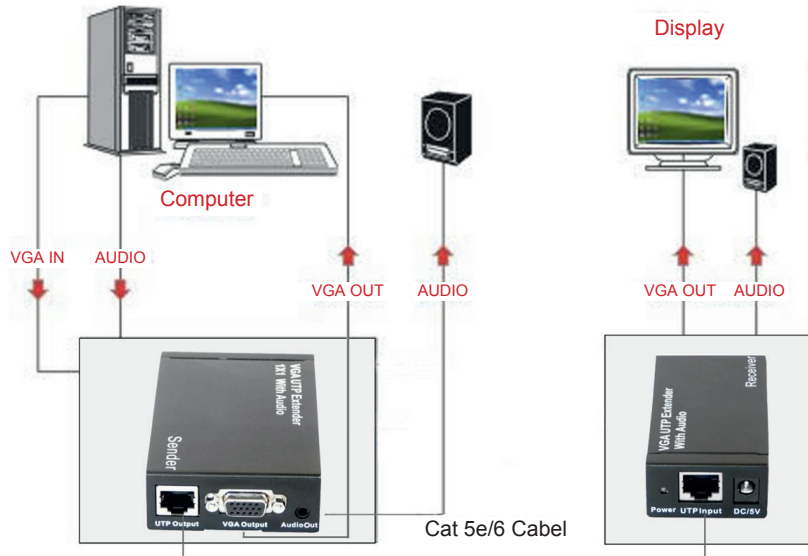 Display
Computer
VGA IN
AUDIO
VGA OUT
AUDIO
VGA OUT
AUDIO
VGA UTP Extender
1X1 With Audio
Sender
UTP Output
VGA Output
AudioOut
Cat 5e/6 Cabel
Receiver
VGA UTP Extender
With Audio
Power
UTP Input
DC/5V